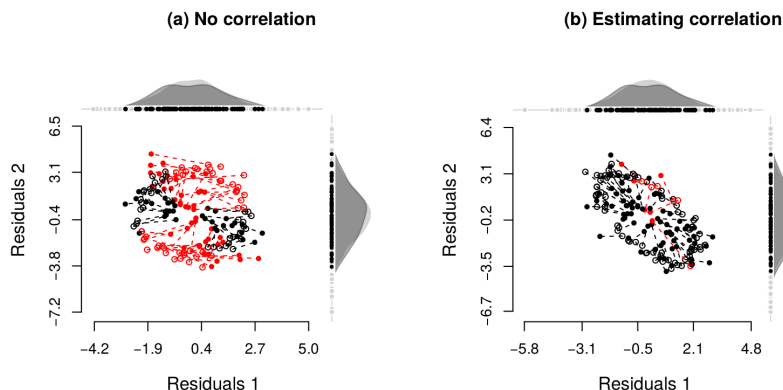 (a) No correlation
6.5
3.1
−0.4
−3.8
−7.2
Residuals 2
−4.2 −1.9 0.4 2.7 5.0
Residuals 1
(b) Estimating correlation
6.4
3.1
−0.2
−3.5
−6.7
Residuals 2
−5.8 −3.1 −0.5 2.1 4.8
Residuals 1